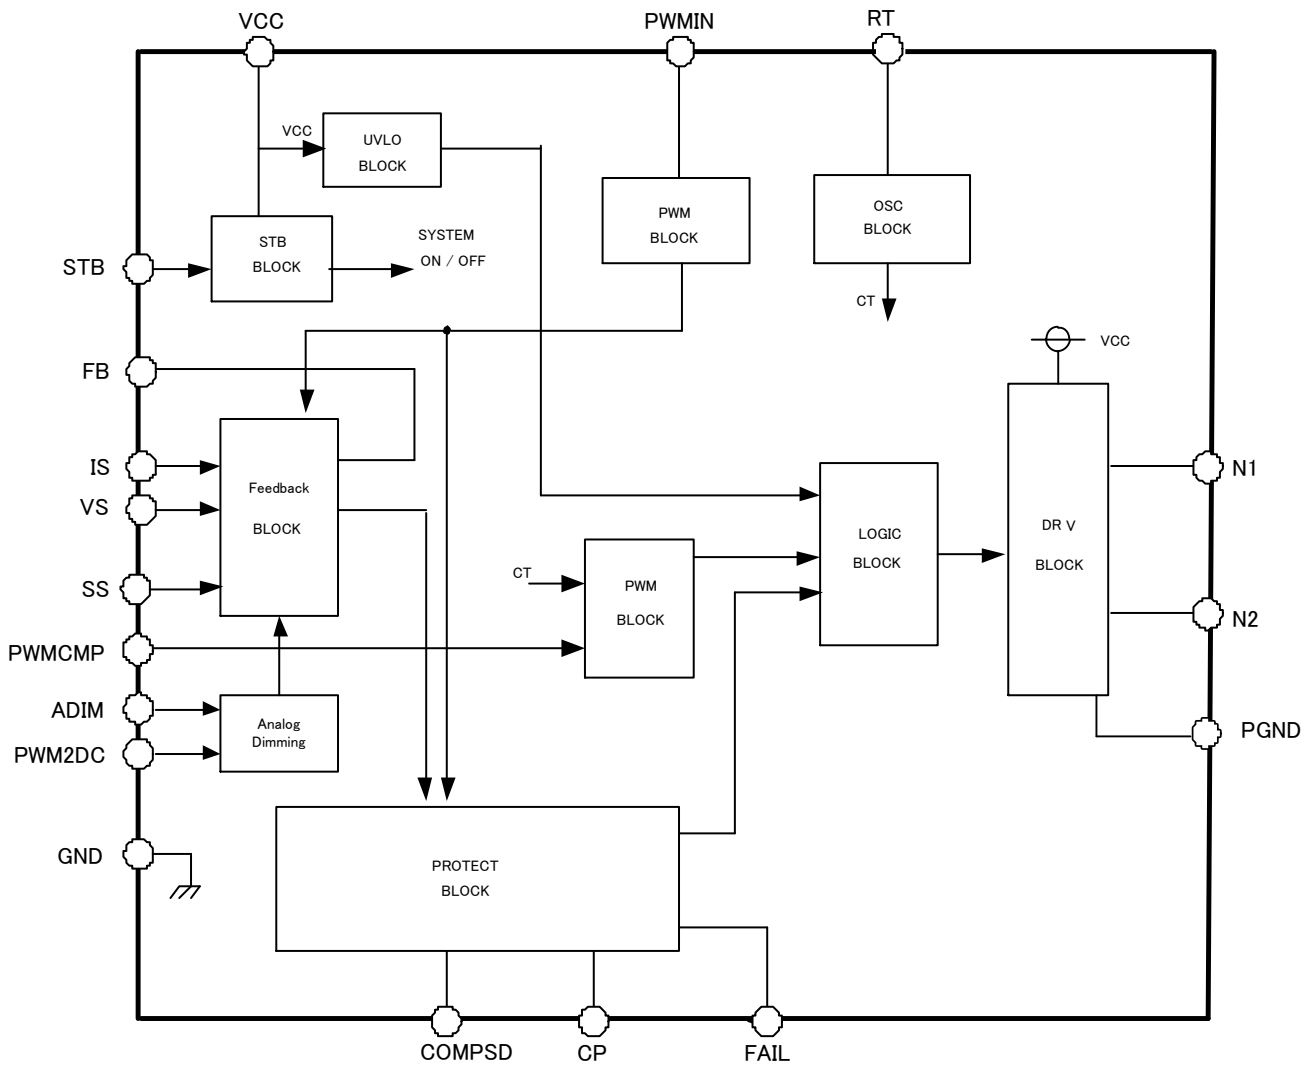 VCC
PWMIN
RT
VCC
UVLO
BLOCK
PWM
BLOCK
OSC
BLOCK
STB
STB
BLOCK
SYSTEM
ON / OFF
CT
FB
VCC
IS
VS
SS
Feedback
BLOCK
N1
LOGIC
BLOCK
DR V
BLOCK
CT
PWM
BLOCK
N2
PWMCMP
ADIM
PWM2DC
Analog
Dimming
PGND
GND
PROTECT
BLOCK
COMPSD
CP
FAIL